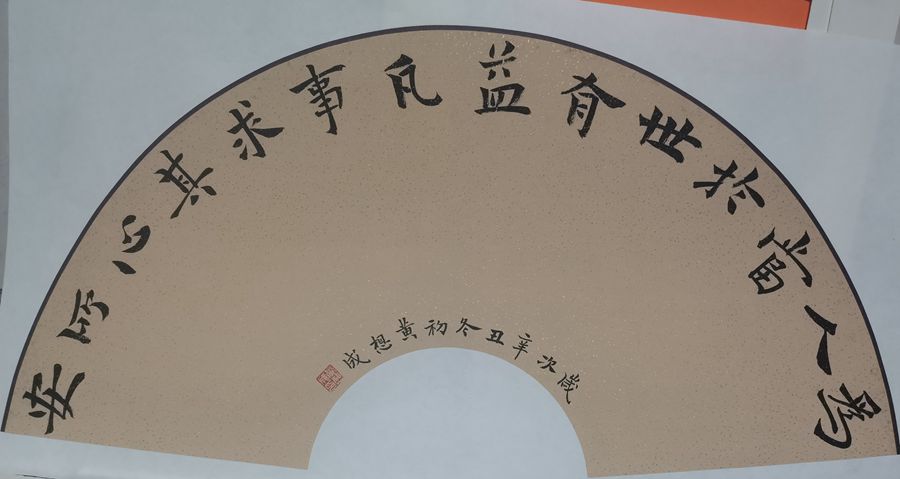 為人當於世有益凡事求其心所安
歲次辛丑冬初黃想成